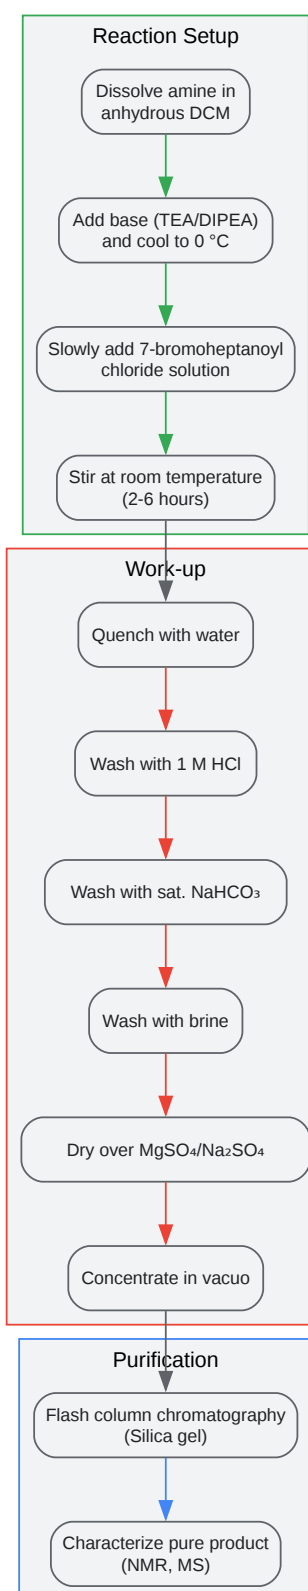 Reaction Setup
Dissolve amine in
anhydrous DCM
Add base (TEA/DIPEA)
and cool to 0 °C
Slowly add 7-bromoheptanoyl
chloride solution
Stir at room temperature
(2-6 hours)
Work-up
Quench with water
Wash with 1 M HCl
Wash with sat. NaHCO₃
Wash with brine
Dry over MgSO₄/Na₂SO₄
Concentrate in vacuo
Purification
Flash column chromatography
(Silica gel)
Characterize pure product
(NMR, MS)